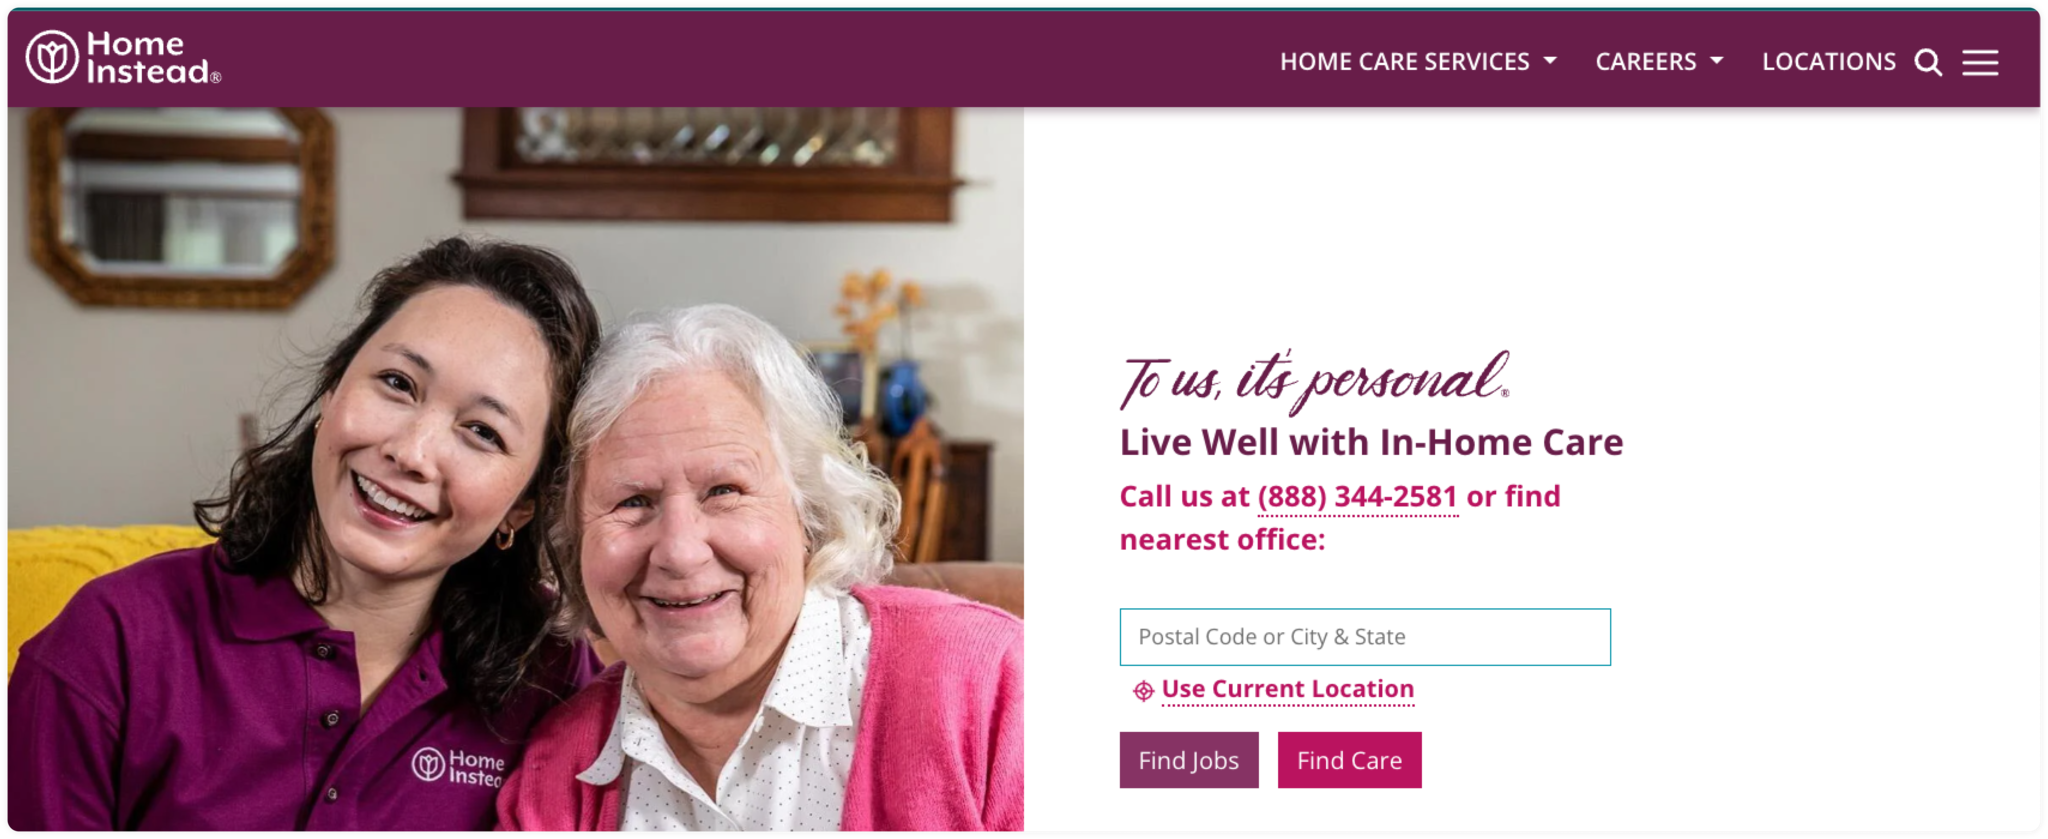 Home
Instead®
HOME CARE SERVICES
CAREERS
LOCATIONS
To us, it's personal.®
Live Well with In-Home Care
Call us at (888) 344-2581 or find
nearest office:
Postal Code or City & State
Use Current Location
Find Jobs
Find Care
Home
Instea